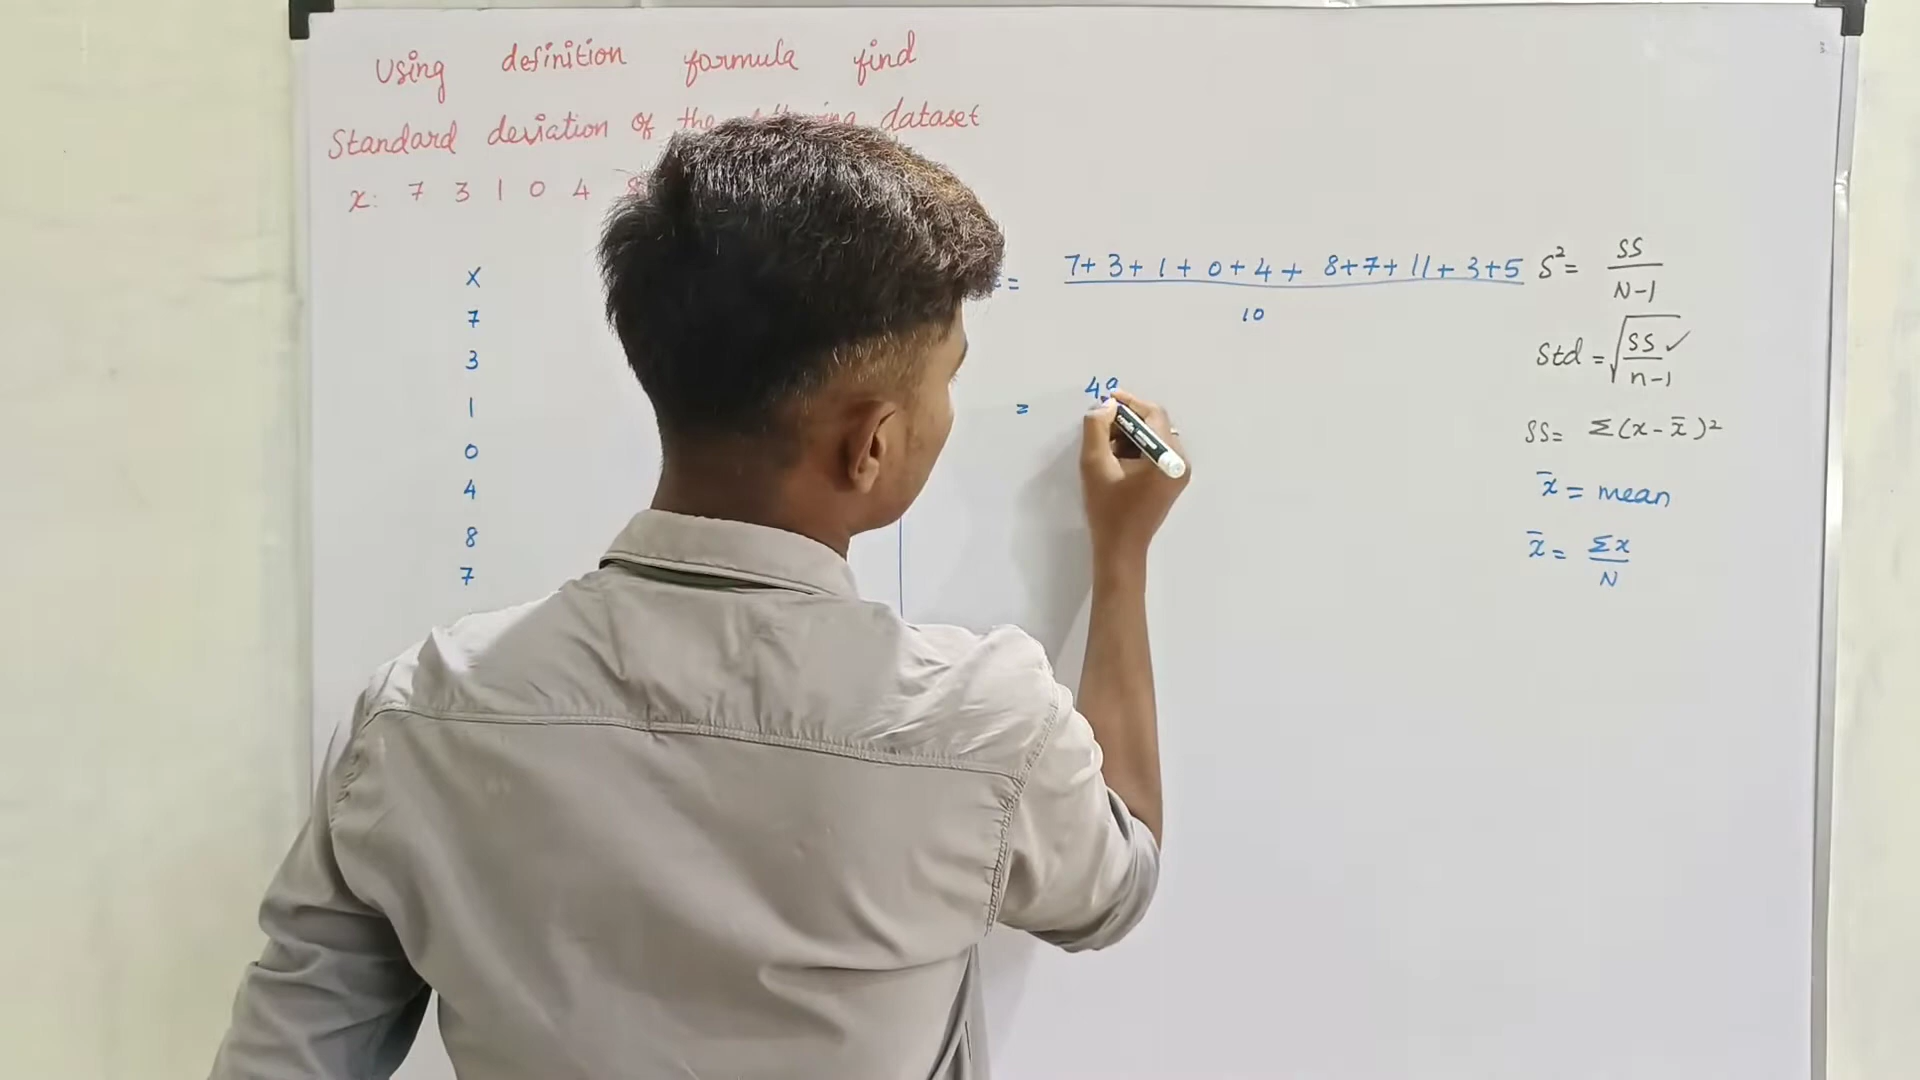 Using definition formula find
Standard deviation of the dataset
x: 7 3 1 0 4 8
X
7
3
1
0
4
8
7
= 7+ 3+ 1+ 0+4+ 8+7+ 11+ 3+5
10
= 49
S² = SS
N-1
Std = √SS ✓
n-1
SS= Σ(x-x̄)²
x̄ = mean
x̄ = Σx
N